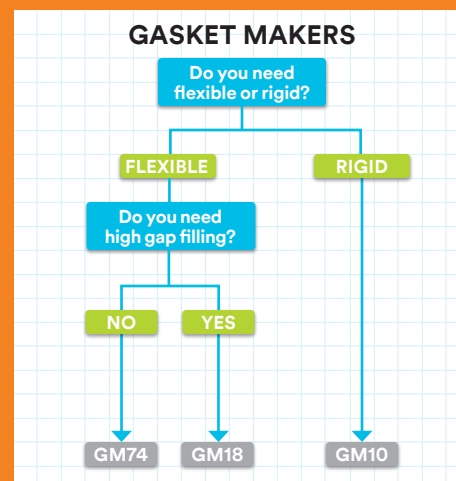 GASKET MAKERS
Do you need
flexible or rigid?
FLEXIBLE
RIGID
Do you need
high gap filling?
NO
YES
GM74
GM18
GM10